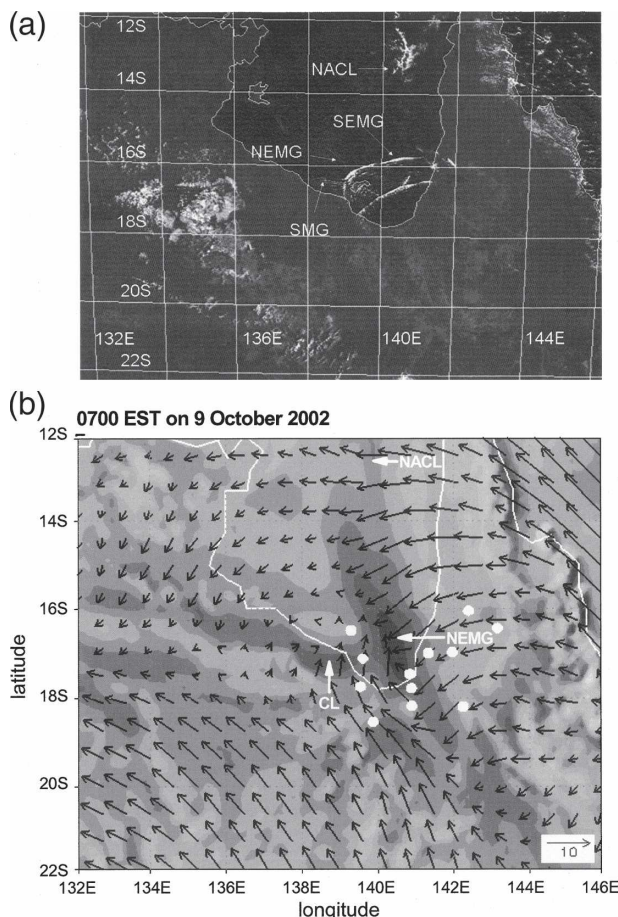 (a)
12S
NACL
14S
SEMG
NEMG
16S
SMG
18S
20S
132E 136E 140E 144E
22S
(b)
0700 EST on 9 October 2002
12S
NACL
14S
16S
NEMG
18S
CL
20S
10
22S
132E 134E 136E 138E 140E 142E 144E 146E
latitude
longitude